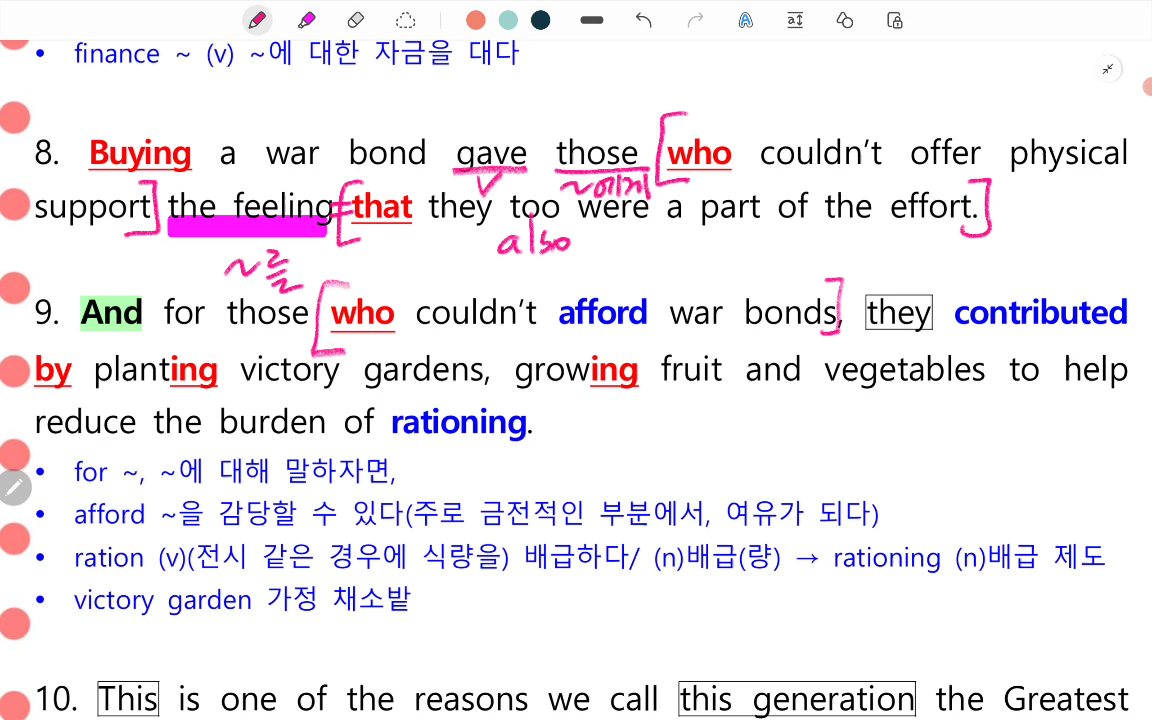 • finance ~ (v) ~에 대한 자금을 대다
8. Buying a war bond gave those [who couldn't offer physical
v ~에게
support] the feeling = [that they too were a part of the effort.]
~를 also
9. And for those [who couldn't afford war bonds], they contributed
by planting victory gardens, growing fruit and vegetables to help
reduce the burden of rationing.
• for ~, ~에 대해 말하자면,
• afford ~을 감당할 수 있다(주로 금전적인 부분에서, 여유가 되다)
• ration (v)(전시 같은 경우에 식량을) 배급하다/ (n)배급(량) → rationing (n)배급 제도
• victory garden 가정 채소밭
10. This is one of the reasons we call this generation the Greatest